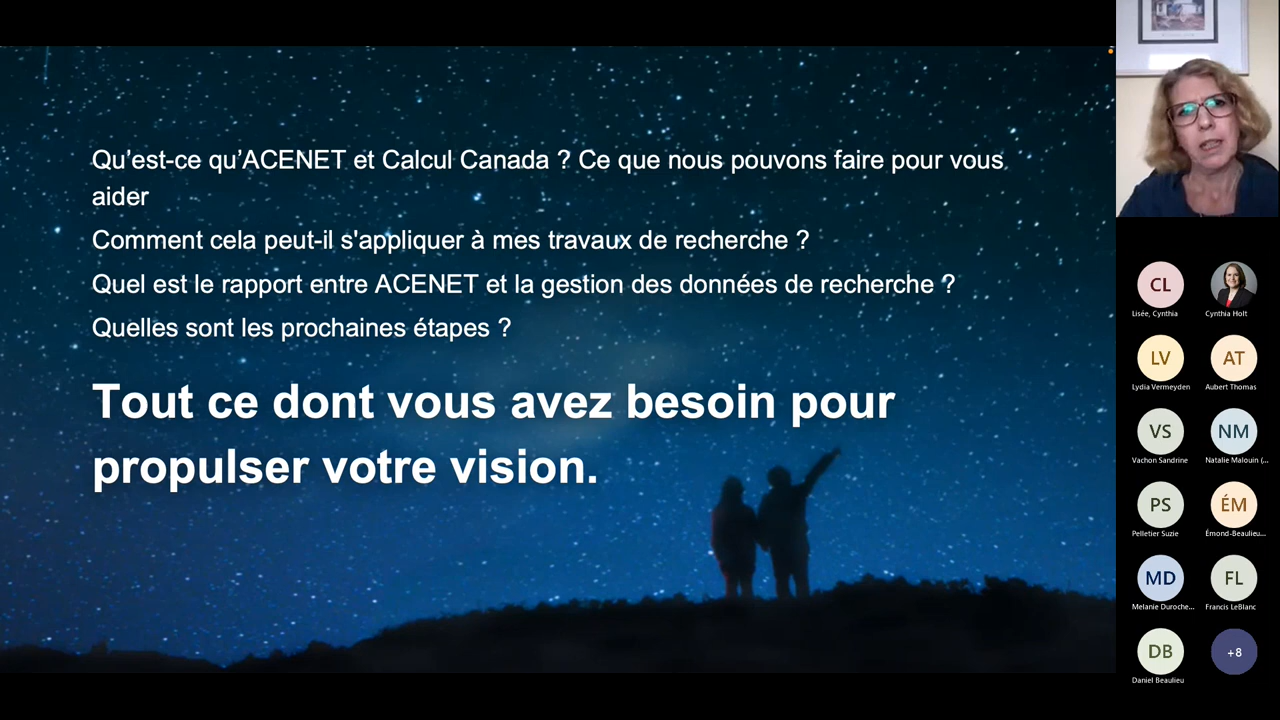 Qu'est-ce qu'ACENET et Calcul Canada ? Ce que nous pouvons faire pour vous
aider
Comment cela peut-il s'appliquer à mes travaux de recherche ?
Quel est le rapport entre ACENET et la gestion des données de recherche ?
Quelles sont les prochaines étapes ?
Tout ce dont vous avez besoin pour
propulser votre vision.
CL
Lisée, Cynthia
Cynthia Holt
LV
Lydia Vermeyden
AT
Aubert Thomas
VS
Vachon Sandrine
NM
Natalie Malouin (...
PS
Pelletier Suzie
ÉM
Émond-Beaulieu...
MD
Melanie Duroche...
FL
Francis LeBlanc
DB
Daniel Beaulieu
+8